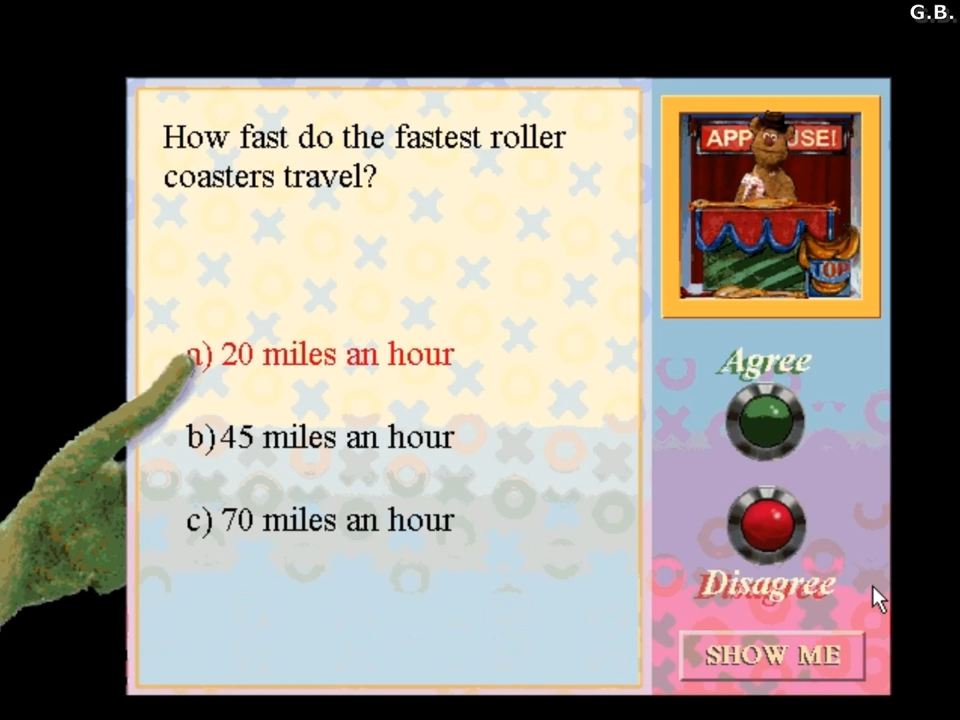 G.B.
How fast do the fastest roller
coasters travel?
a) 20 miles an hour
b) 45 miles an hour
c) 70 miles an hour
TOP
Agree
Disagree
SHOW ME